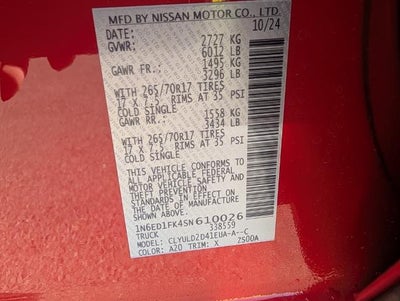 MFD BY NISSAN MOTOR CO., LTD.
10/24
GVWR: 2727 KG
6012 LB
GAWR FR.: 1495 KG
3296 LB
WITH 265/70R17 TIRES
17 X 7.5 RIMS AT 35 PSI
COLD SINGLE
GAWR RR.: 1558 KG
3434 LB
WITH 265/70R17 TIRES
17 X 7.5 RIMS AT 35 PSI
COLD SINGLE
THIS VEHICLE CONFORMS TO
ALL APPLICABLE FEDERAL
MOTOR VEHICLE SAFETY AND
STANDARDS IN EFFECT ON
THE DATE OF MANUFACTURE
SHOWN ABOVE
1N6ED1FK4SN610026
TRUCK 338559
MODEL: CLYULD2D41EUA-A--C
COLOR: A20 TRIM: X ZS00A